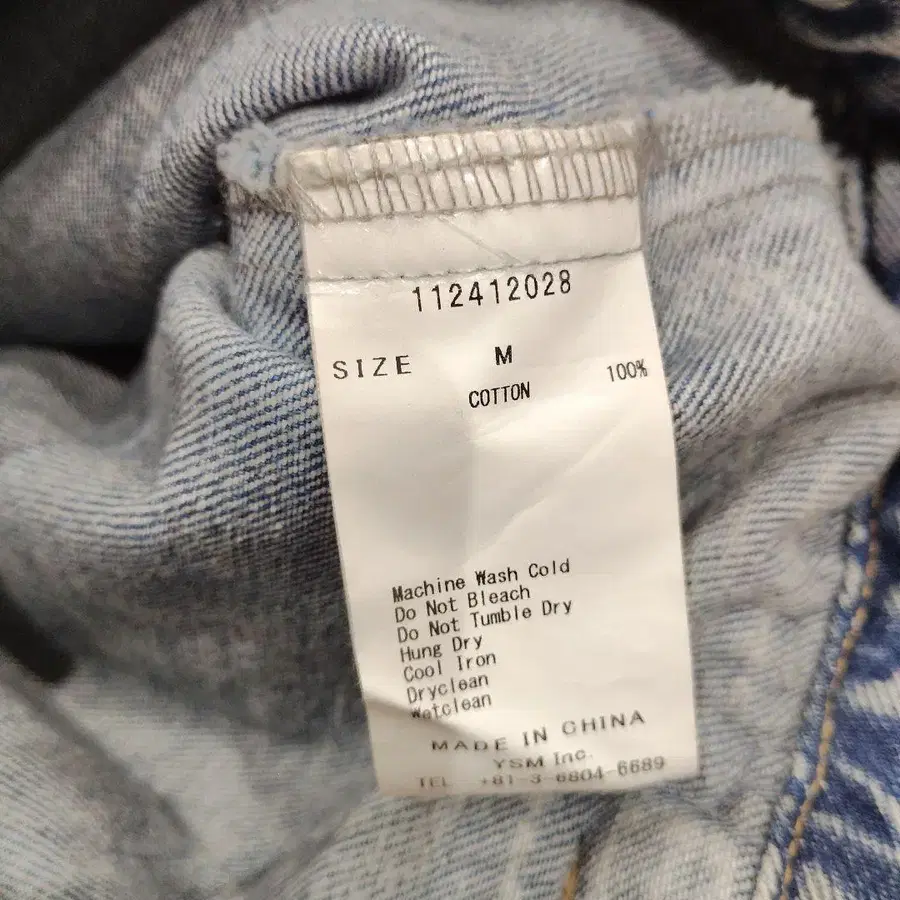 112412028
SIZE M
COTTON 100%
Machine Wash Cold
Do Not Bleach
Do Not Tumble Dry
Hung Dry
Cool Iron
Dryclean
Wetclean
MADE IN CHINA
YSM Inc.
TEL +81-3-6804-6689